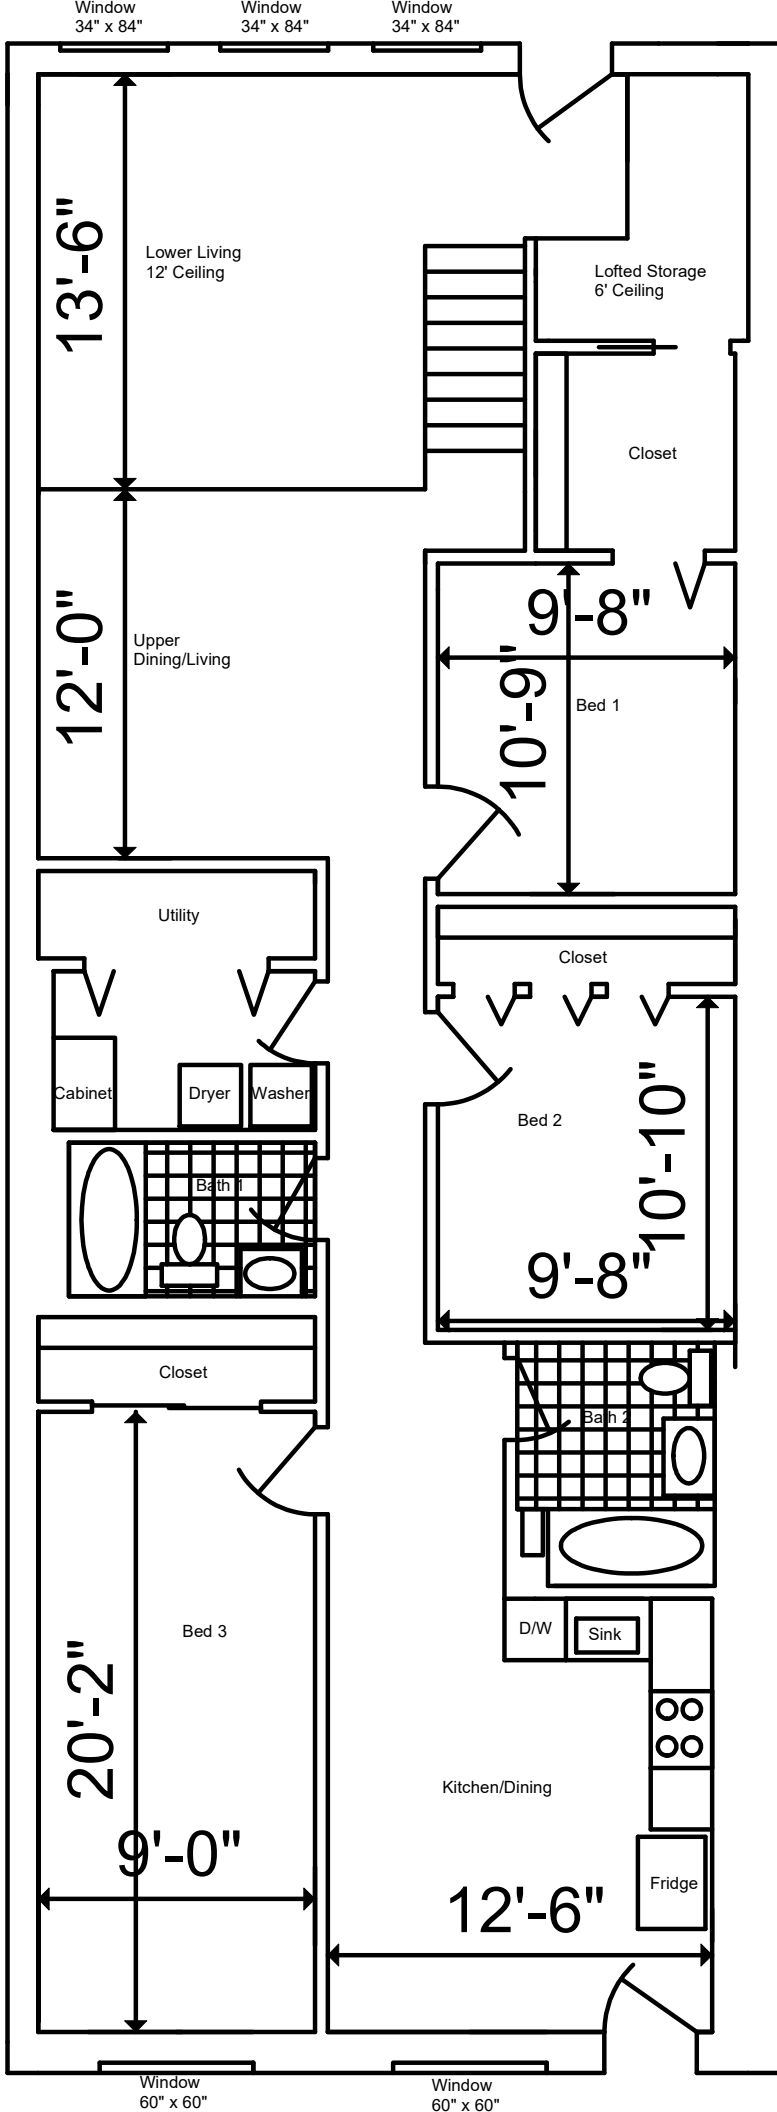 Window
34" x 84"
Window
34" x 84"
Window
34" x 84"
13'-6"
Lower Living
12' Ceiling
Lofted Storage
6' Ceiling
Closet
12'-0"
Upper
Dining/Living
9'-8"
10'-9"
Bed 1
Utility
Closet
Cabinet
Dryer
Washer
Bed 2
10'-10"
Bath 1
9'-8"
Closet
Bath 2
Bed 3
D/W
Sink
20'-2"
Kitchen/Dining
9'-0"
Fridge
12'-6"
Window
60" x 60"
Window
60" x 60"